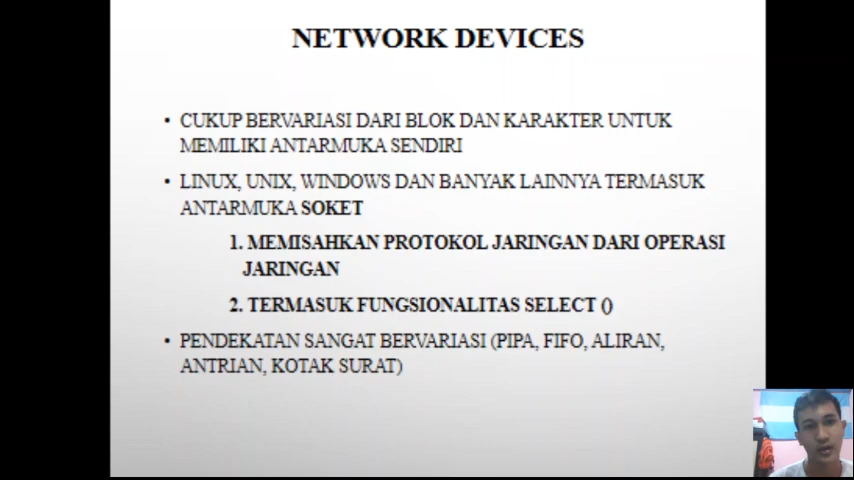 NETWORK DEVICES
• CUKUP BERVARIASI DARI BLOK DAN KARAKTER UNTUK
MEMILIKI ANTARMUKA SENDIRI
• LINUX, UNIX, WINDOWS DAN BANYAK LAINNYA TERMASUK
ANTARMUKA SOKET
1. MEMISAHKAN PROTOKOL JARINGAN DARI OPERASI
JARINGAN
2. TERMASUK FUNGSIONALITAS SELECT ()
• PENDEKATAN SANGAT BERVARIASI (PIPA, FIFO, ALIRAN,
ANTRIAN, KOTAK SURAT)